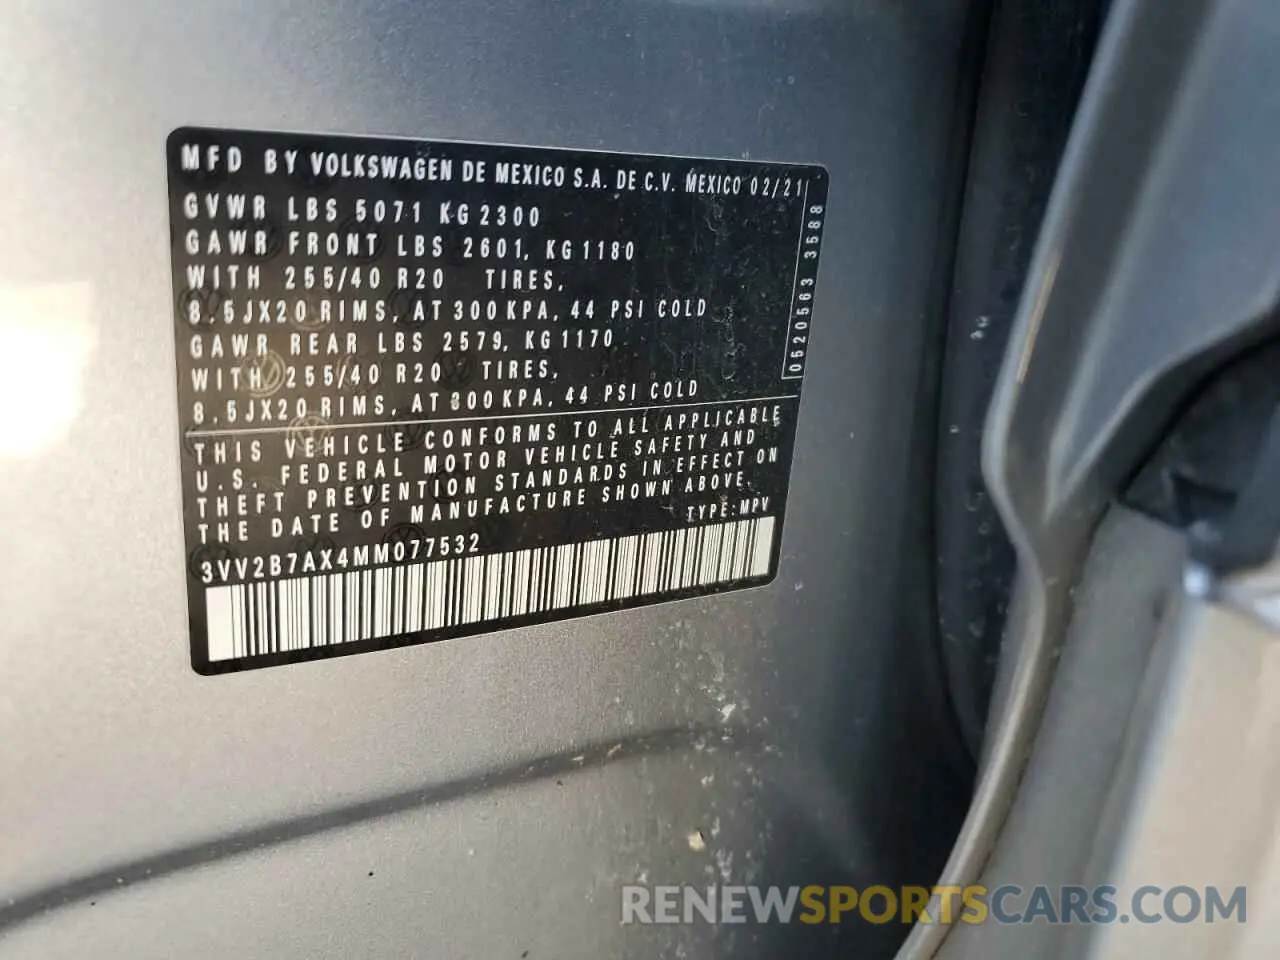 MFD BY VOLKSWAGEN DE MEXICO S.A. DE C.V. MEXICO 02/21
GVWR LBS 5071 KG 2300
GAWR FRONT LBS 2601, KG 1180
WITH 255/40 R20 TIRES,
8.5JX20 RIMS, AT 300 KPA, 44 PSI COLD
GAWR REAR LBS 2579, KG 1170
WITH 255/40 R20 TIRES,
8.5JX20 RIMS, AT 300 KPA, 44 PSI COLD
0520563 3588
THIS VEHICLE CONFORMS TO ALL APPLICABLE
U.S. FEDERAL MOTOR VEHICLE SAFETY AND
THEFT PREVENTION STANDARDS IN EFFECT ON
THE DATE OF MANUFACTURE SHOWN ABOVE.
TYPE: MPV
3VV2B7AX4MM077532
RENEWSPORTSCARS.COM